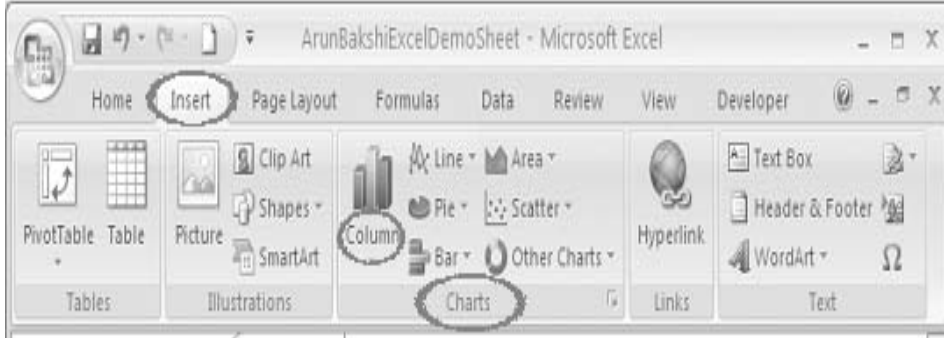 ArunBakshiExcelDemoSheet - Microsoft Excel
Home Insert Page Layout Formulas Data Review View Developer
PivotTable Table
Picture Clip Art
Shapes
SmartArt
Column Line Area
Pie Scatter
Bar Other Charts
Hyperlink
Text Box
Header & Footer
WordArt Ω
Tables Illustrations Charts Links Text